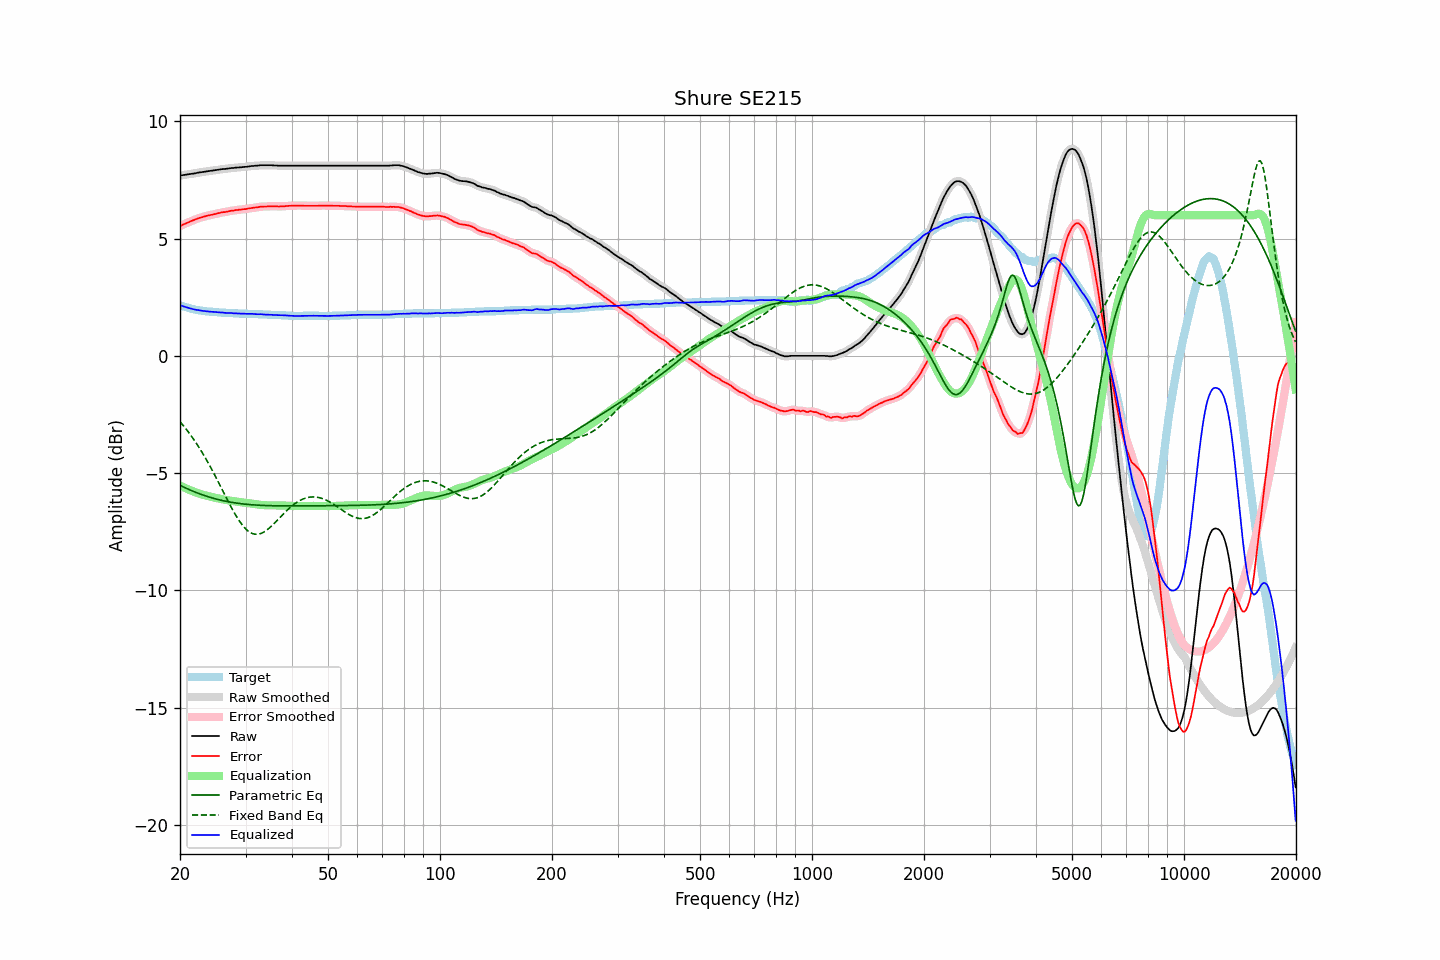 Shure SE215
Amplitude (dBr)
10
5
0
−5
−10
−15
−20
Target
Raw Smoothed
Error Smoothed
Raw
Error
Equalization
Parametric Eq
Fixed Band Eq
Equalized
20 50 100 200 500 1000 2000 5000 10000 20000
Frequency (Hz)